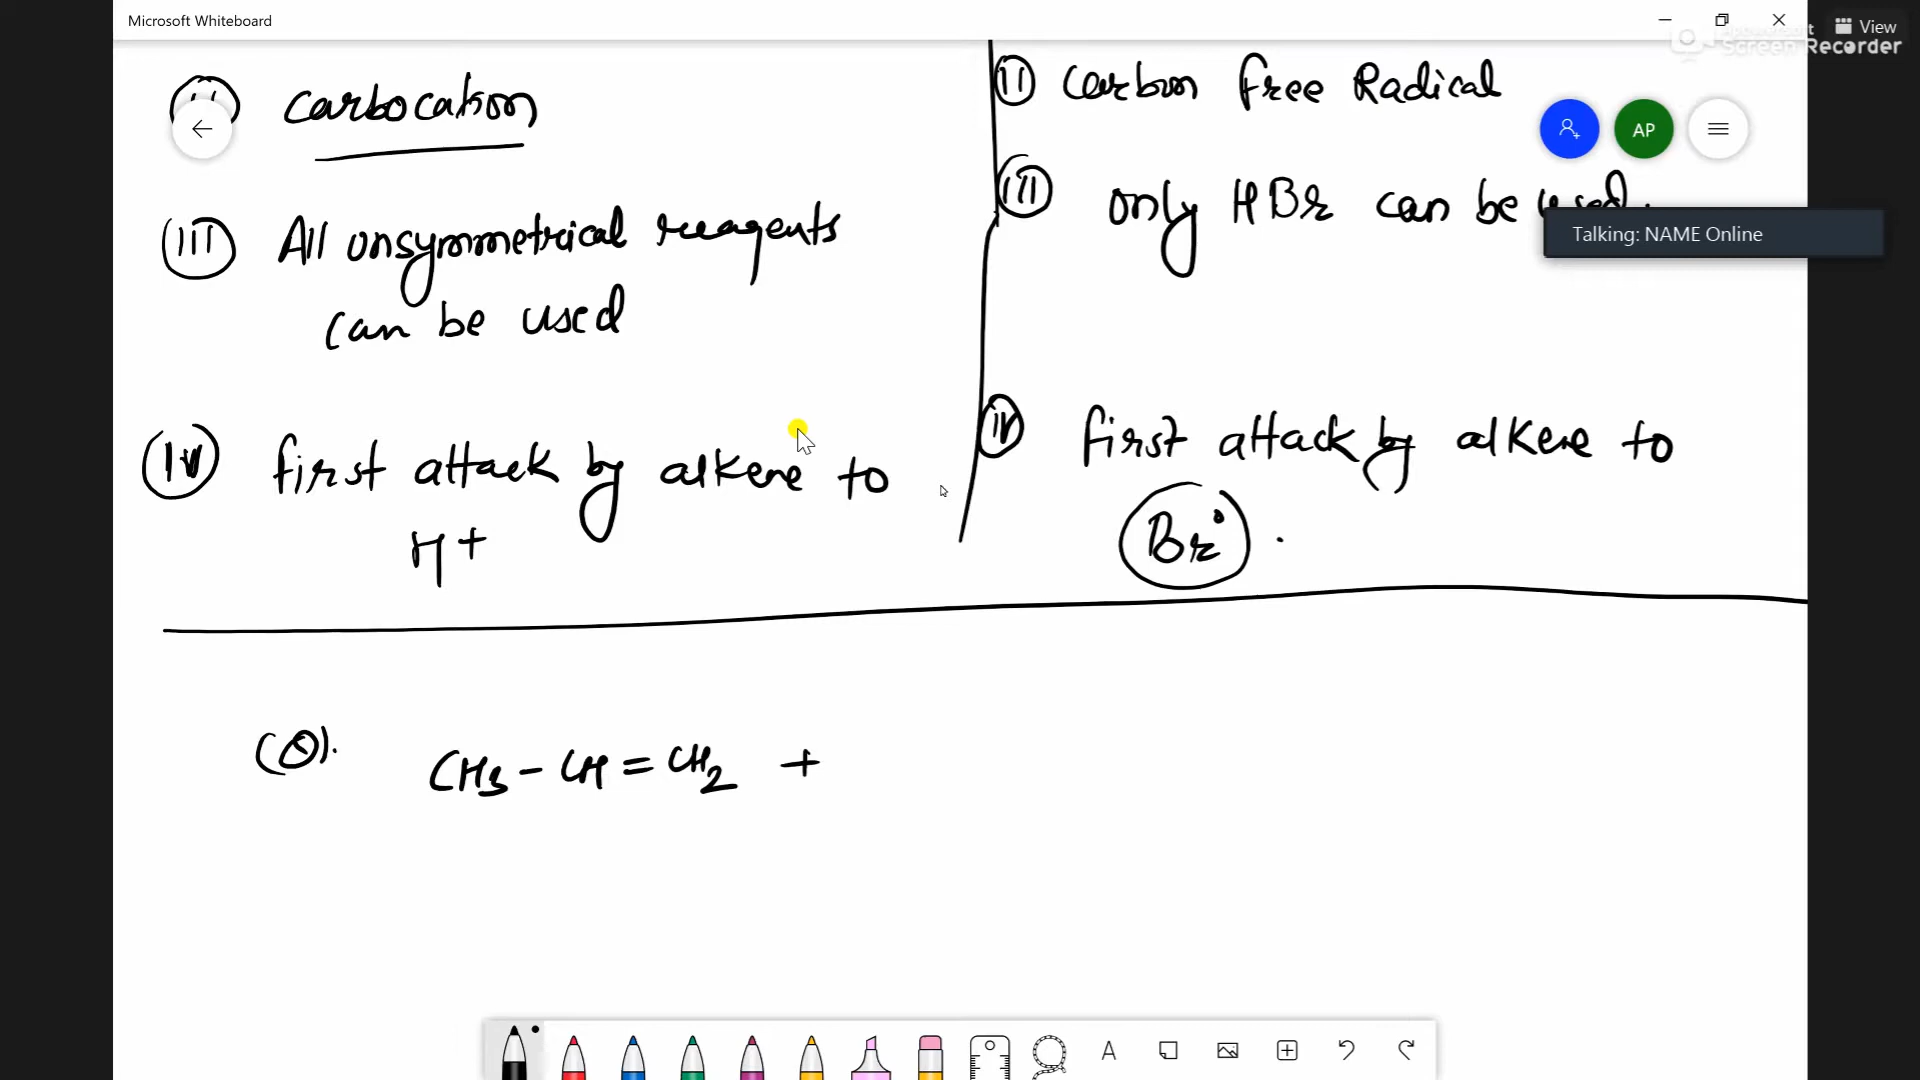 Microsoft Whiteboard
View
Screen Recorder
carbocation
(II) Carbon free Radical
AP
(III) All unsymmetrical reagents
can be used
(III) only HBr can be used.
Talking: NAME Online
(IV) first attack by alkene to
H+
(IV) first attack by alkene to
Br• .
(Q). CH3 - CH = CH2 +
A